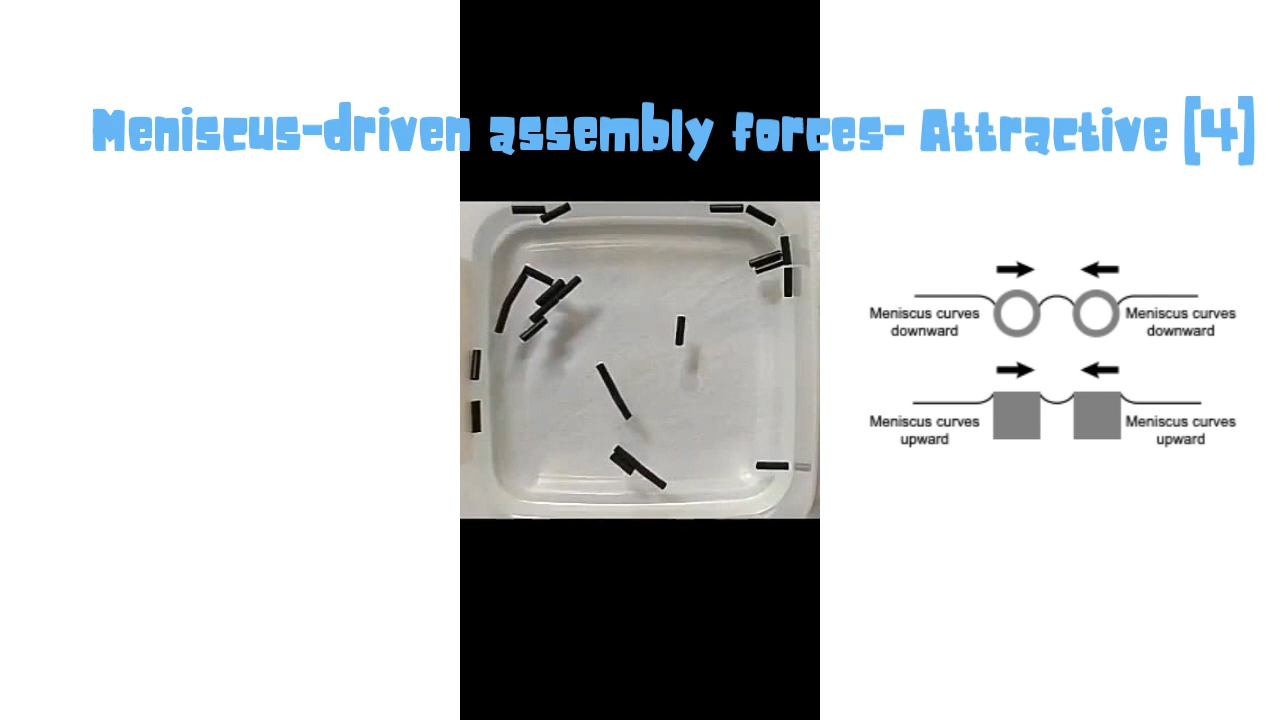 Meniscus-driven assembly forces- Attractive [4]
Meniscus curves
downward
Meniscus curves
downward
Meniscus curves
upward
Meniscus curves
upward